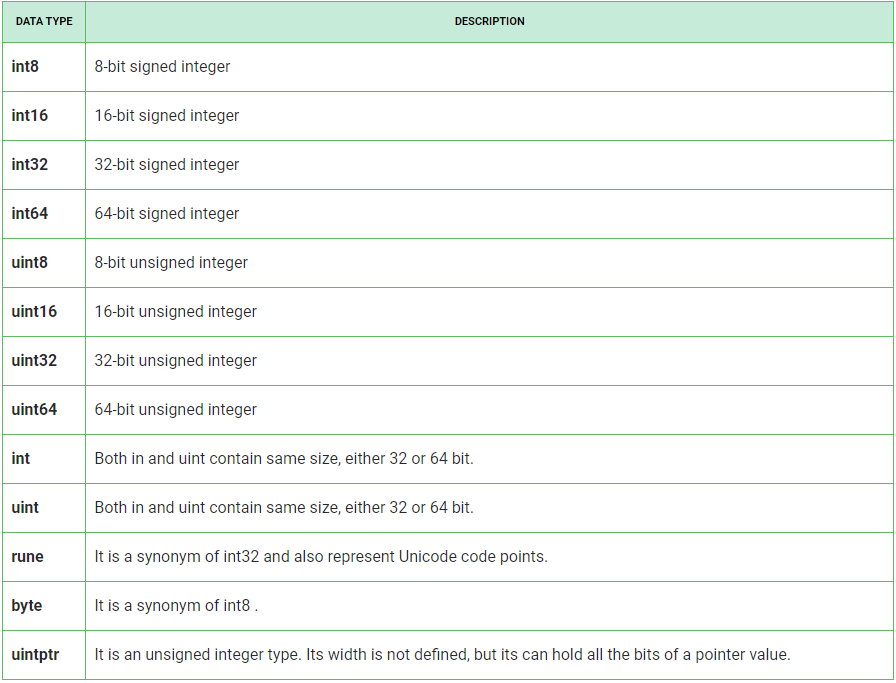 DATA TYPE DESCRIPTION
int8 8-bit signed integer
int16 16-bit signed integer
int32 32-bit signed integer
int64 64-bit signed integer
uint8 8-bit unsigned integer
uint16 16-bit unsigned integer
uint32 32-bit unsigned integer
uint64 64-bit unsigned integer
int Both in and uint contain same size, either 32 or 64 bit.
uint Both in and uint contain same size, either 32 or 64 bit.
rune It is a synonym of int32 and also represent Unicode code points.
byte It is a synonym of int8 .
uintptr It is an unsigned integer type. Its width is not defined, but its can hold all the bits of a pointer value.